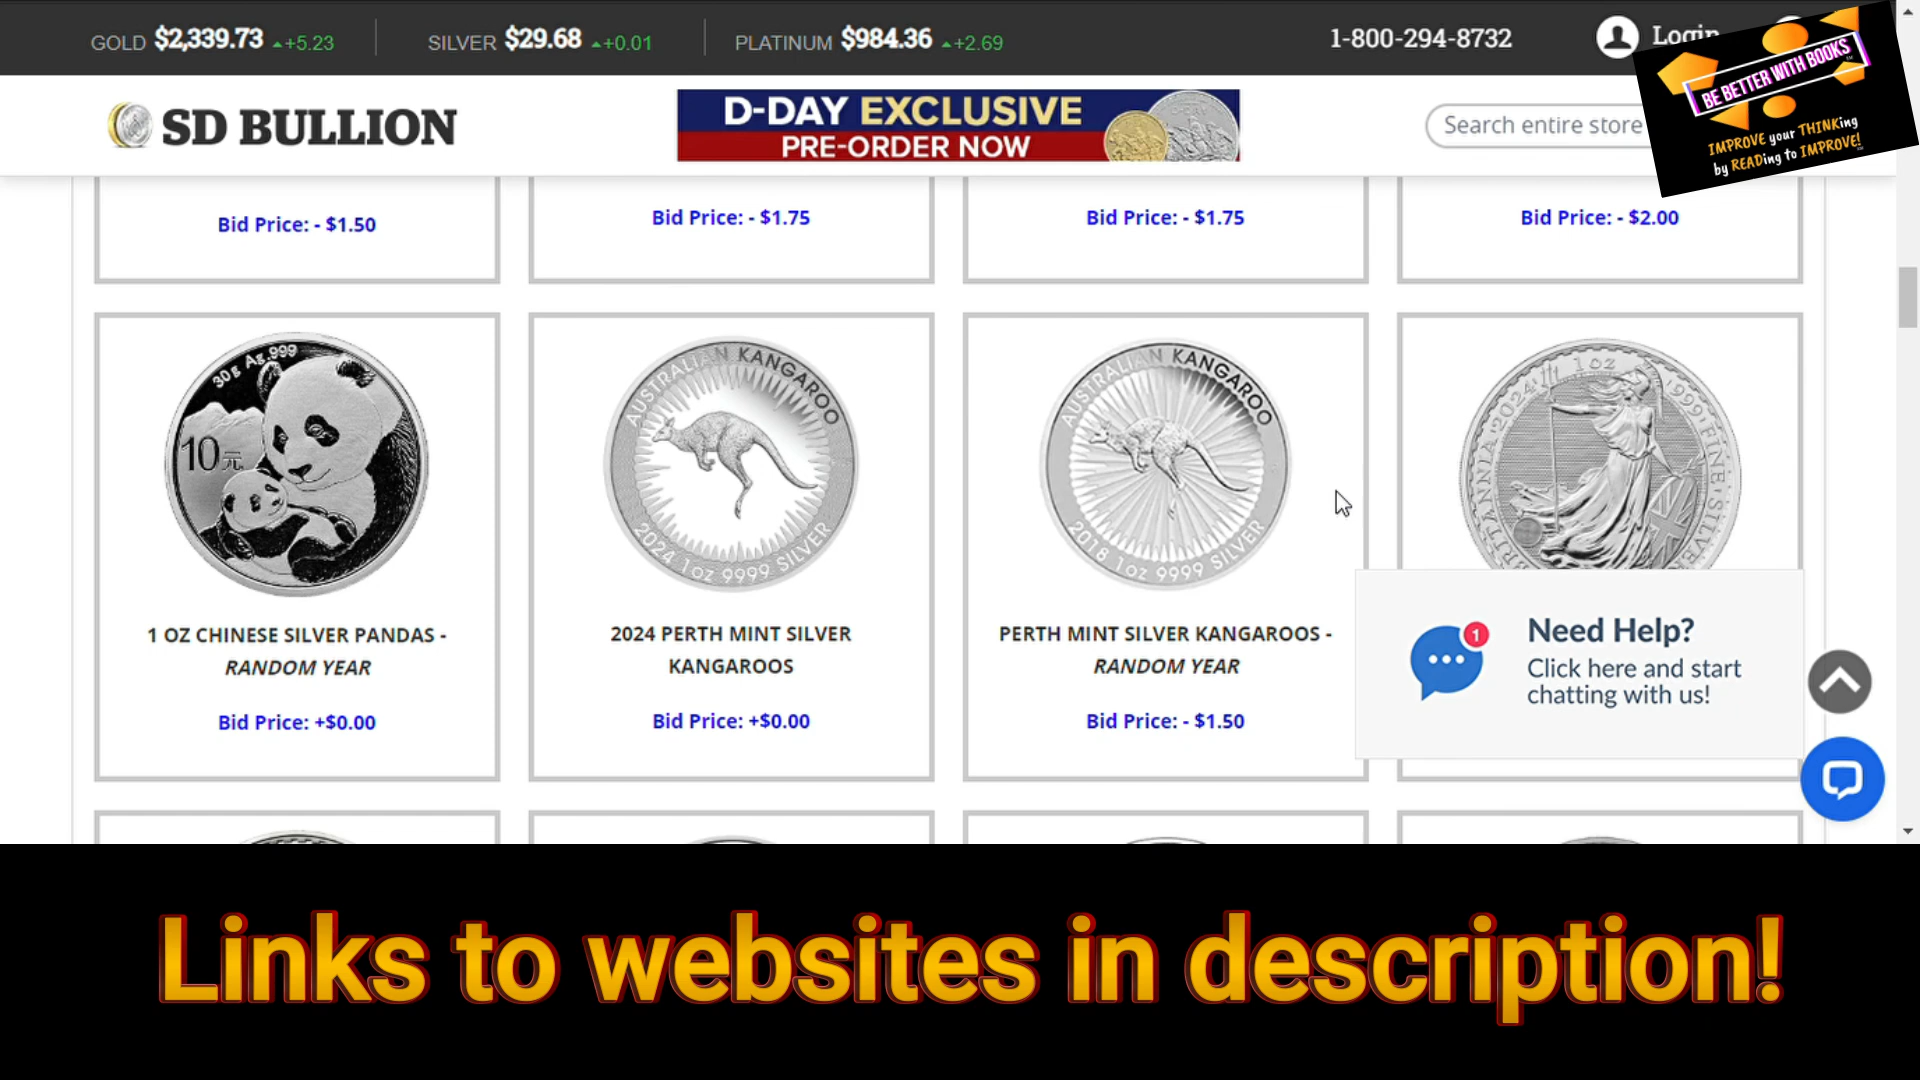 GOLD $2,339.73 +5.23 SILVER $29.68 +0.01 PLATINUM $984.36 +2.69 1-800-294-8732 Login
BE BETTER WITH BOOKS
IMPROVE your THINKing
by READing to IMPROVE!
SD BULLION
D-DAY EXCLUSIVE
PRE-ORDER NOW
Search entire store
Bid Price: - $1.50
Bid Price: - $1.75
Bid Price: - $1.75
Bid Price: - $2.00
30g Ag.999
10元
1 OZ CHINESE SILVER PANDAS -
RANDOM YEAR
Bid Price: +$0.00
AUSTRALIAN KANGAROO
2024 1oz 9999 SILVER
2024 PERTH MINT SILVER
KANGAROOS
Bid Price: +$0.00
AUSTRALIAN KANGAROO
2018 1oz 9999 SILVER
PERTH MINT SILVER KANGAROOS -
RANDOM YEAR
Bid Price: - $1.50
BRITANNIA 2024 1 OZ 999 FINE SILVER
1
Need Help?
Click here and start
chatting with us!
Links to websites in description!